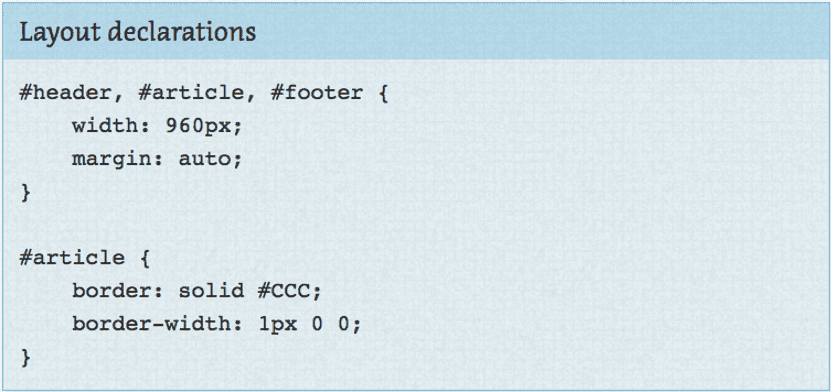 Layout declarations
#header, #article, #footer {
    width: 960px;
    margin: auto;
}
#article {
    border: solid #CCC;
    border-width: 1px 0 0;
}